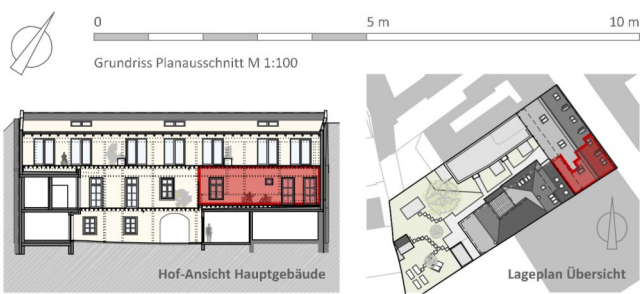 0 5 m 10 m
Grundriss Planausschnitt M 1:100
Hof-Ansicht Hauptgebäude
Lageplan Übersicht